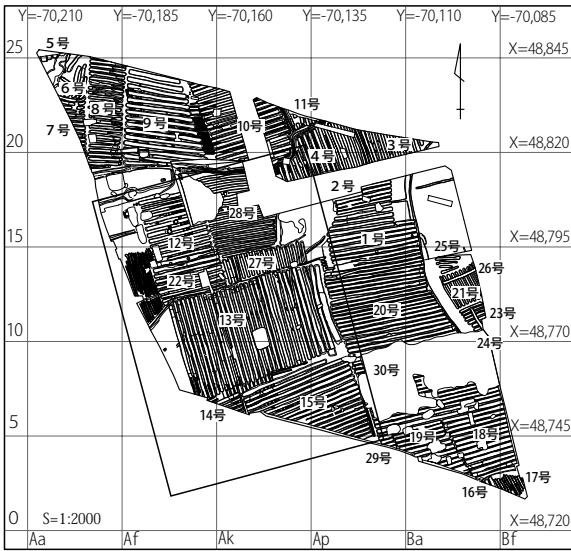 Y=-70,210 Y=-70,185 Y=-70,160 Y=-70,135 Y=-70,110 Y=-70,085
25 5号 X=48,845
6号
8号 9号 11号
7号 10号
20 4号 3号 X=48,820
2号
28号
12号 1号
15 25号 X=48,795
27号 26号
22号 21号
13号 20号 23号
10 24号 X=48,770
30号
15号
14号
5 19号 18号 X=48,745
29号
17号
16号
0 S=1:2000 X=48,720
Aa Af Ak Ap Ba Bf